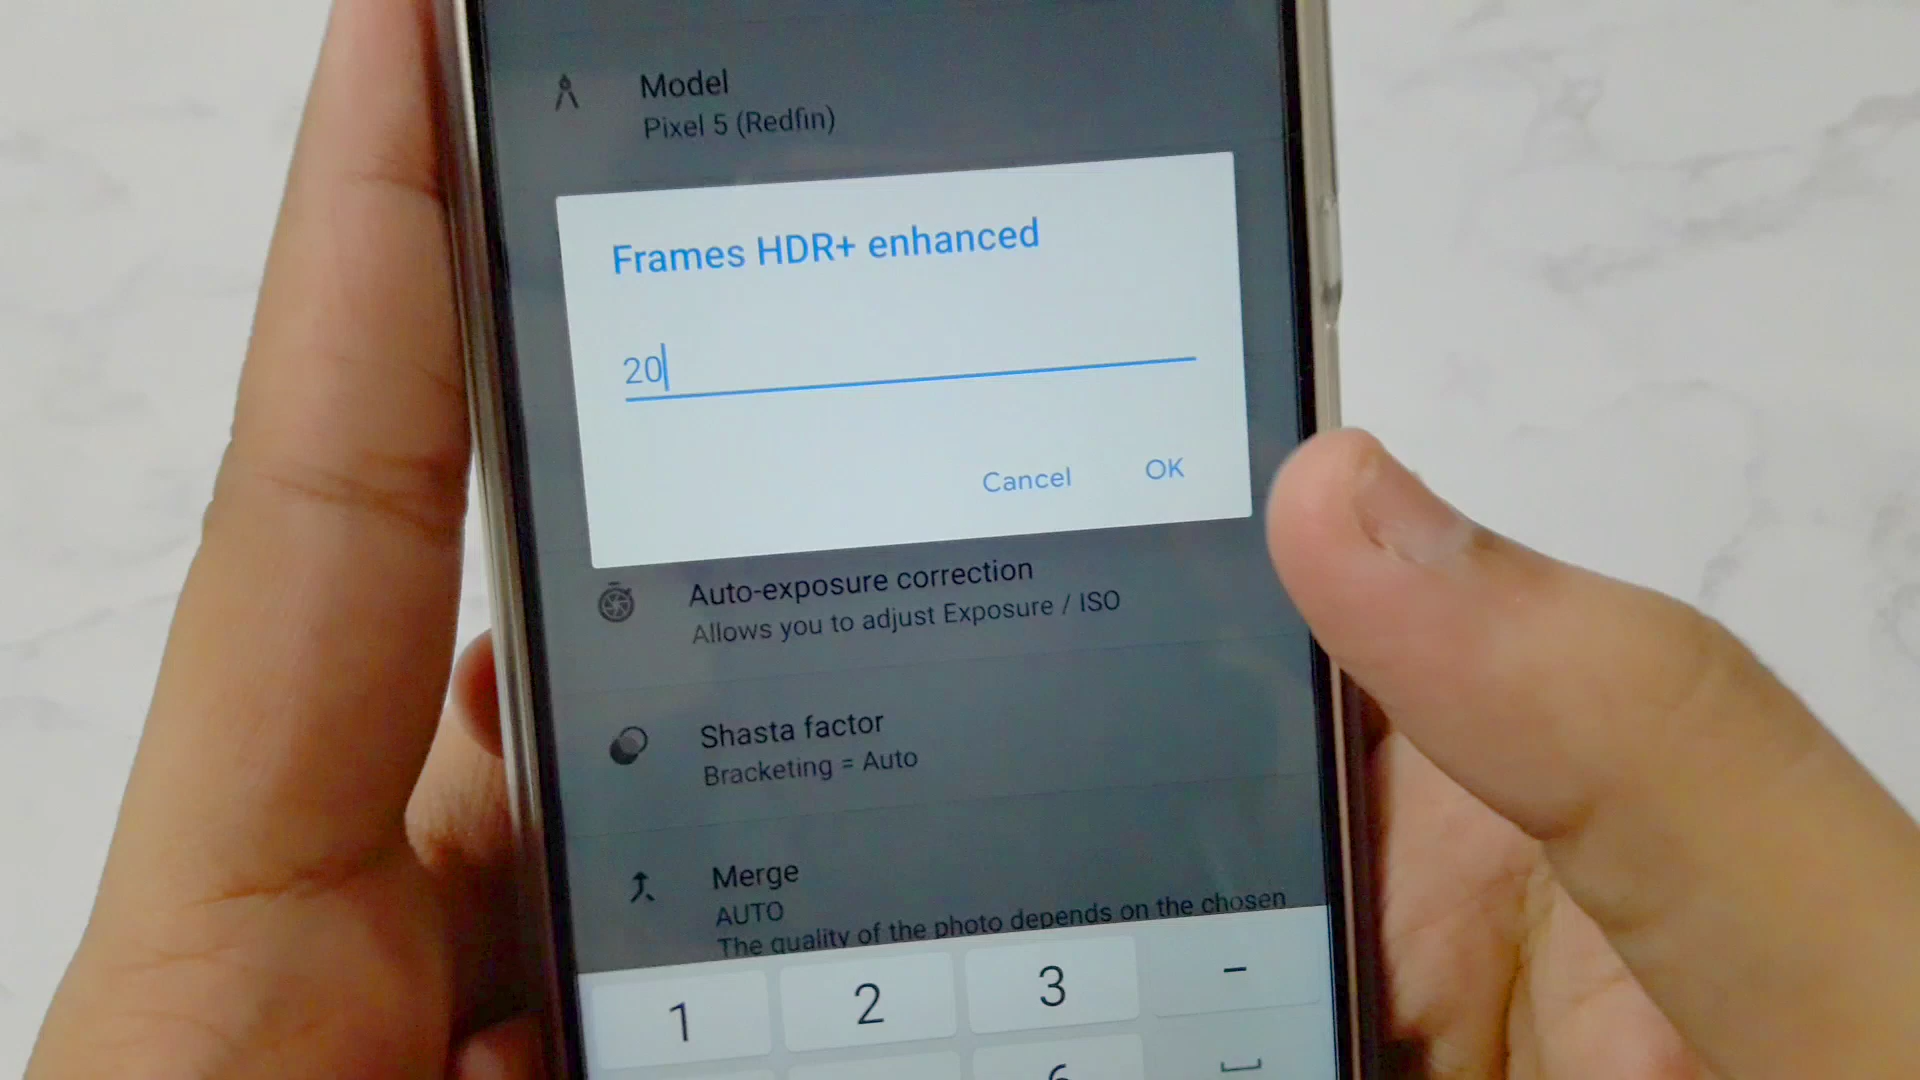 Model
Pixel 5 (Redfin)
Frames HDR+ enhanced
20
Cancel OK
Auto-exposure correction
Allows you to adjust Exposure / ISO
Shasta factor
Bracketing = Auto
Merge
AUTO
The quality of the photo depends on the chosen
1 2 3 -
6